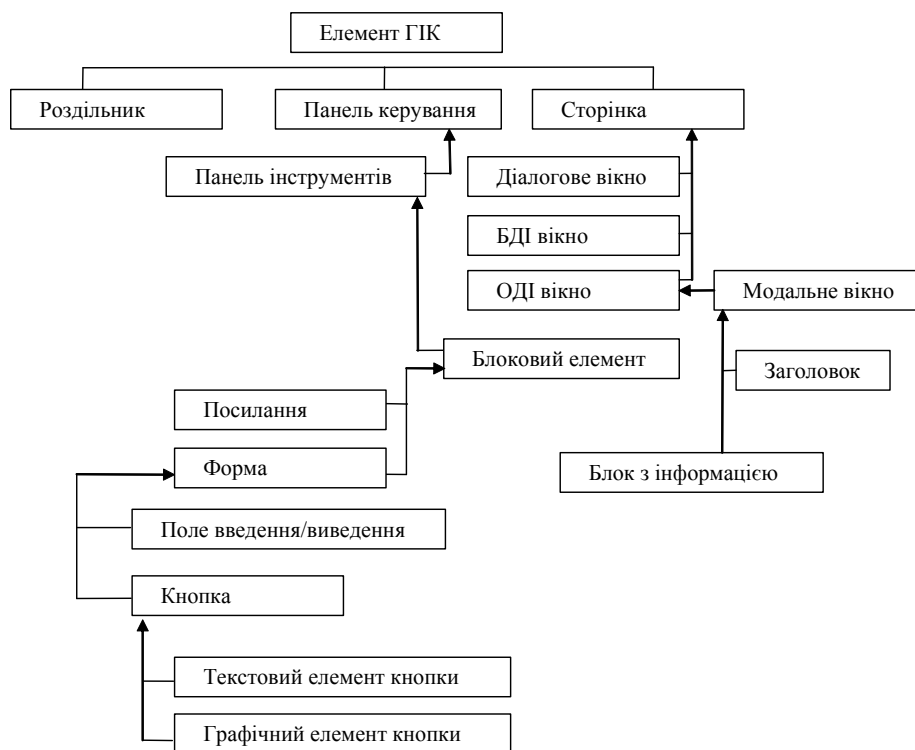 Елемент ГІК
Роздільник
Панель керування
Сторінка
Панель інструментів
Діалогове вікно
БДІ вікно
ОДІ вікно
Модальне вікно
Блоковий елемент
Заголовок
Посилання
Форма
Блок з інформацією
Поле введення/виведення
Кнопка
Текстовий елемент кнопки
Графічний елемент кнопки